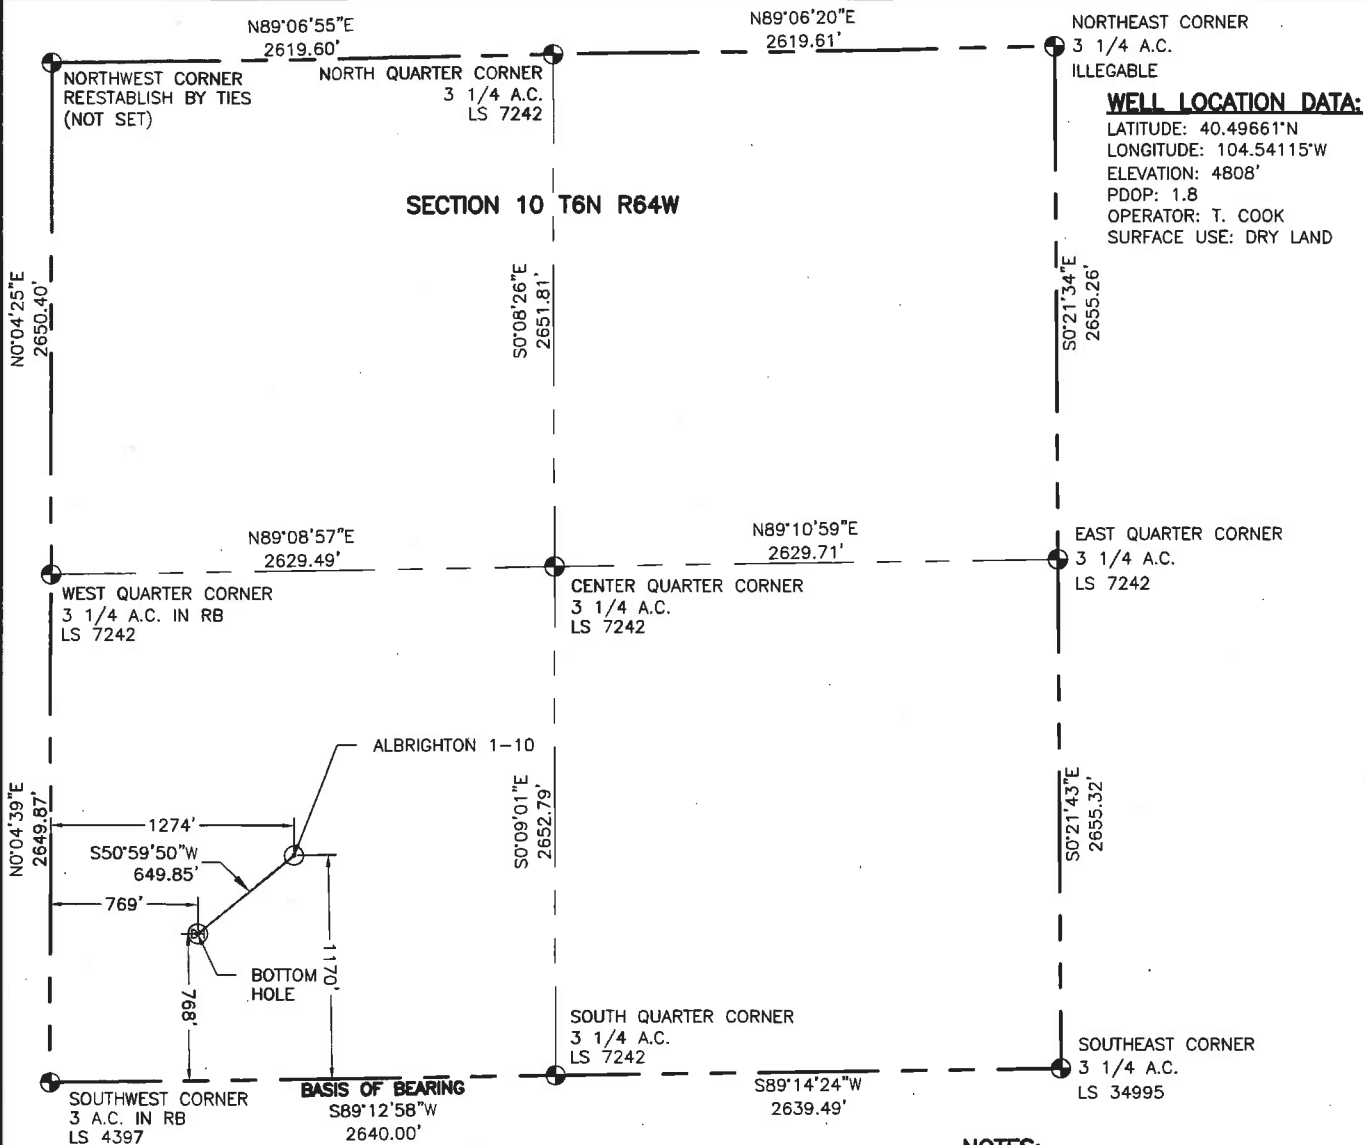 N89°06'55"E
2619.60'
N89°06'20"E
2619.61'
NORTHWEST CORNER
REESTABLISH BY TIES
(NOT SET)
NORTH QUARTER CORNER
3 1/4 A.C.
LS 7242
NORTHEAST CORNER
3 1/4 A.C.
ILLEGABLE
WELL LOCATION DATA:
LATITUDE: 40.49661°N
LONGITUDE: 104.54115°W
ELEVATION: 4808'
PDOP: 1.8
OPERATOR: T. COOK
SURFACE USE: DRY LAND
SECTION 10 T6N R64W
N0°04'25"E
2650.40'
S0°08'26"E
2651.81'
S0°21'34"E
2655.26'
N89°08'57"E
2629.49'
N89°10'59"E
2629.71'
WEST QUARTER CORNER
3 1/4 A.C. IN RB
LS 7242
CENTER QUARTER CORNER
3 1/4 A.C.
LS 7242
EAST QUARTER CORNER
3 1/4 A.C.
LS 7242
ALBRIGHTON 1-10
N0°04'39"E
2649.87'
1274'
S50°59'50"W
649.85'
769'
BH
BOTTOM
HOLE
768'
1170'
S0°09'01"E
2652.79'
S0°21'43"E
2655.32'
SOUTH QUARTER CORNER
3 1/4 A.C.
LS 7242
SOUTHEAST CORNER
3 1/4 A.C.
LS 34995
SOUTHWEST CORNER
3 A.C. IN RB
LS 4397
BASIS OF BEARING
S89°12'58"W
2640.00'
S89°14'24"W
2639.49'
NOTES: